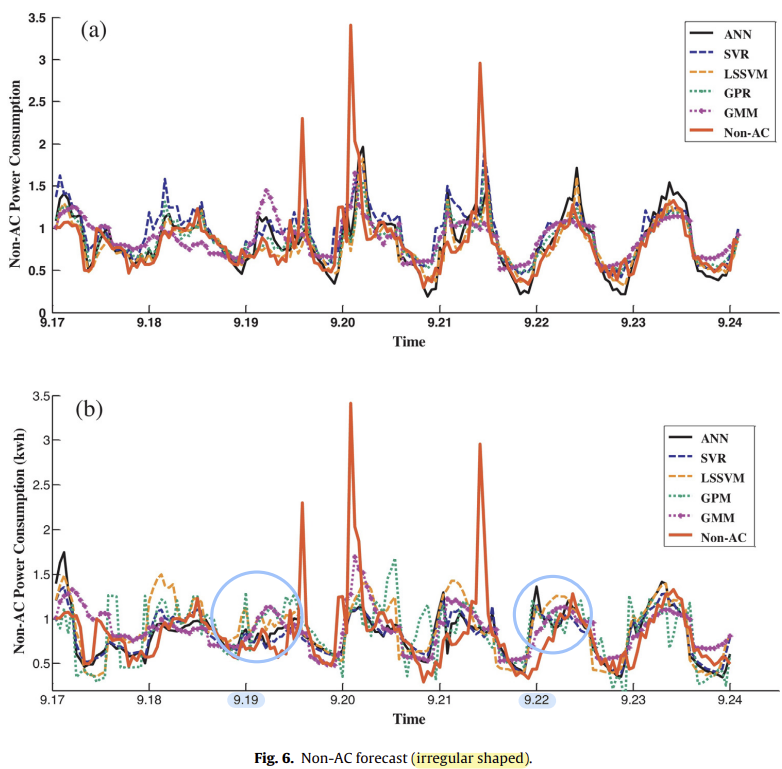 (a)
3.5
3
2.5
2
1.5
1
0.5
0
Non-AC Power Consumption
ANN
SVR
LSSVM
GPR
GMM
Non-AC
9.17 9.18 9.19 9.20 9.21 9.22 9.23 9.24
Time
(b)
3.5
3
2.5
2
1.5
1
0.5
Non-AC Power Consumption (kwh)
ANN
SVR
LSSVM
GPM
GMM
Non-AC
9.17 9.18 9.19 9.20 9.21 9.22 9.23 9.24
Time
Fig. 6. Non-AC forecast (irregular shaped).